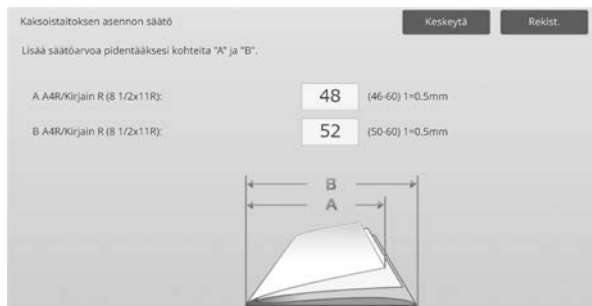 Kaksoistaitoksen asennon säätö
Keskeytä
Rekist.
Lisää säätöarvoa pidentääksesi kohteita "A" ja "B".
A A4R/Kirjain R (8 1/2x11R):
48
(46-60) 1=0.5mm
B A4R/Kirjain R (8 1/2x11R):
52
(50-60) 1=0.5mm
B
A